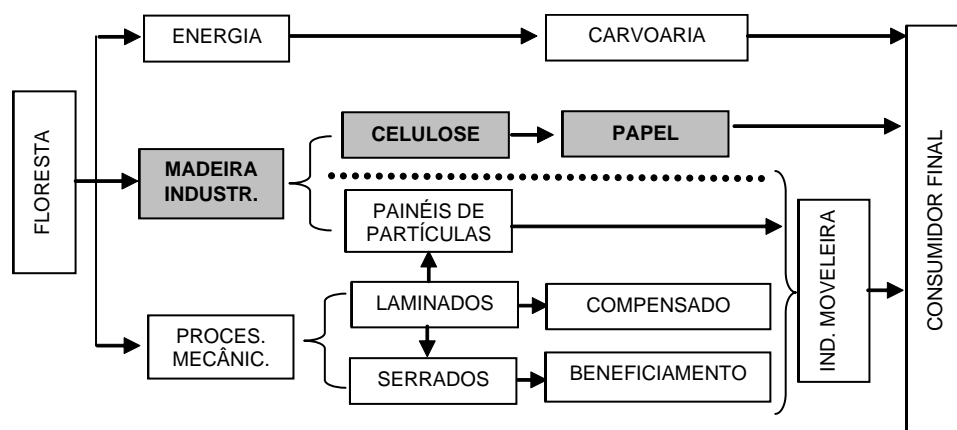 FLORESTA
ENERGIA
CARVOARIA
MADEIRA
INDUSTR.
CELULOSE
PAPEL
PAINÉIS DE
PARTÍCULAS
PROCES.
MECÂNIC.
LAMINADOS
COMPENSADO
SERRADOS
BENEFICIAMENTO
IND. MOVELEIRA
CONSUMIDOR FINAL